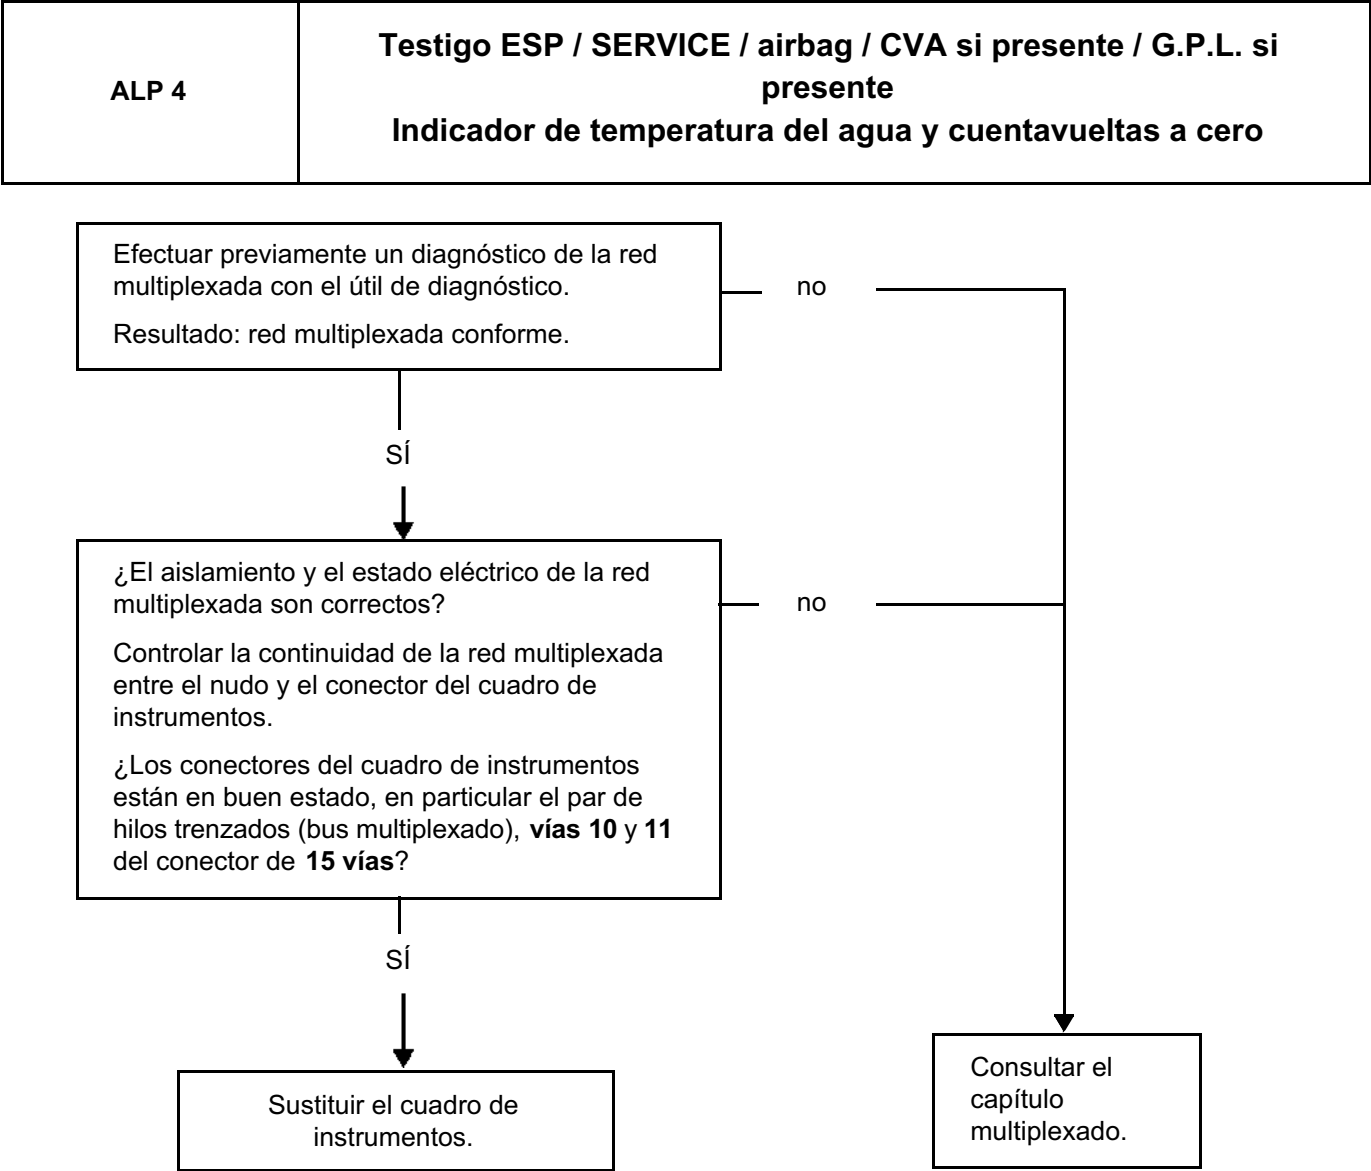 ALP 4
Testigo ESP / SERVICE / airbag / CVA si presente / G.P.L. si
presente
Indicador de temperatura del agua y cuentavueltas a cero
Efectuar previamente un diagnóstico de la red
multiplexada con el útil de diagnóstico.
Resultado: red multiplexada conforme.
no
SÍ
¿El aislamiento y el estado eléctrico de la red
multiplexada son correctos?
Controlar la continuidad de la red multiplexada
entre el nudo y el conector del cuadro de
instrumentos.
¿Los conectores del cuadro de instrumentos
están en buen estado, en particular el par de
hilos trenzados (bus multiplexado), vías 10 y 11
del conector de 15 vías?
no
SÍ
Sustituir el cuadro de
instrumentos.
Consultar el
capítulo
multiplexado.